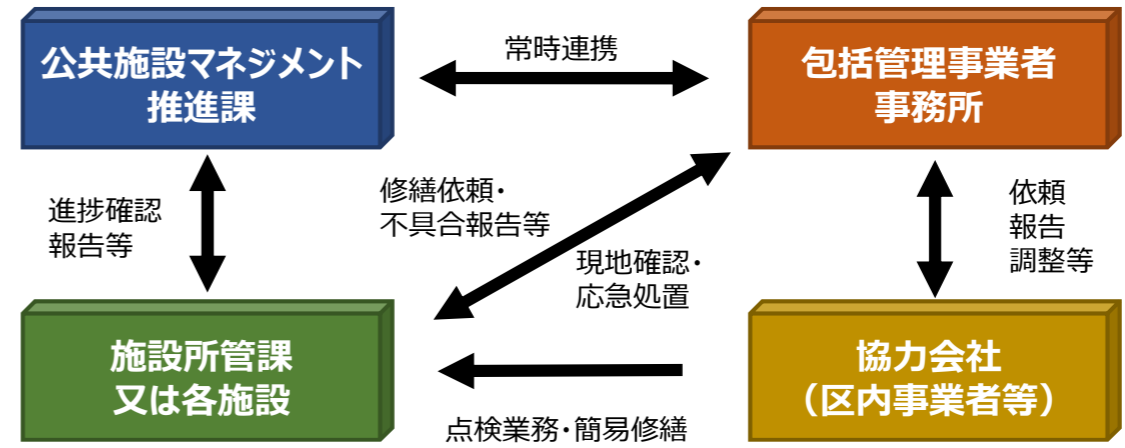 公共施設マネジメント
推進課
常時連携
包括管理事業者
事務所
進捗確認
報告等
修繕依頼・
不具合報告等
現地確認・
応急処置
依頼
報告
調整等
施設所管課
又は各施設
協力会社
（区内事業者等）
点検業務・簡易修繕